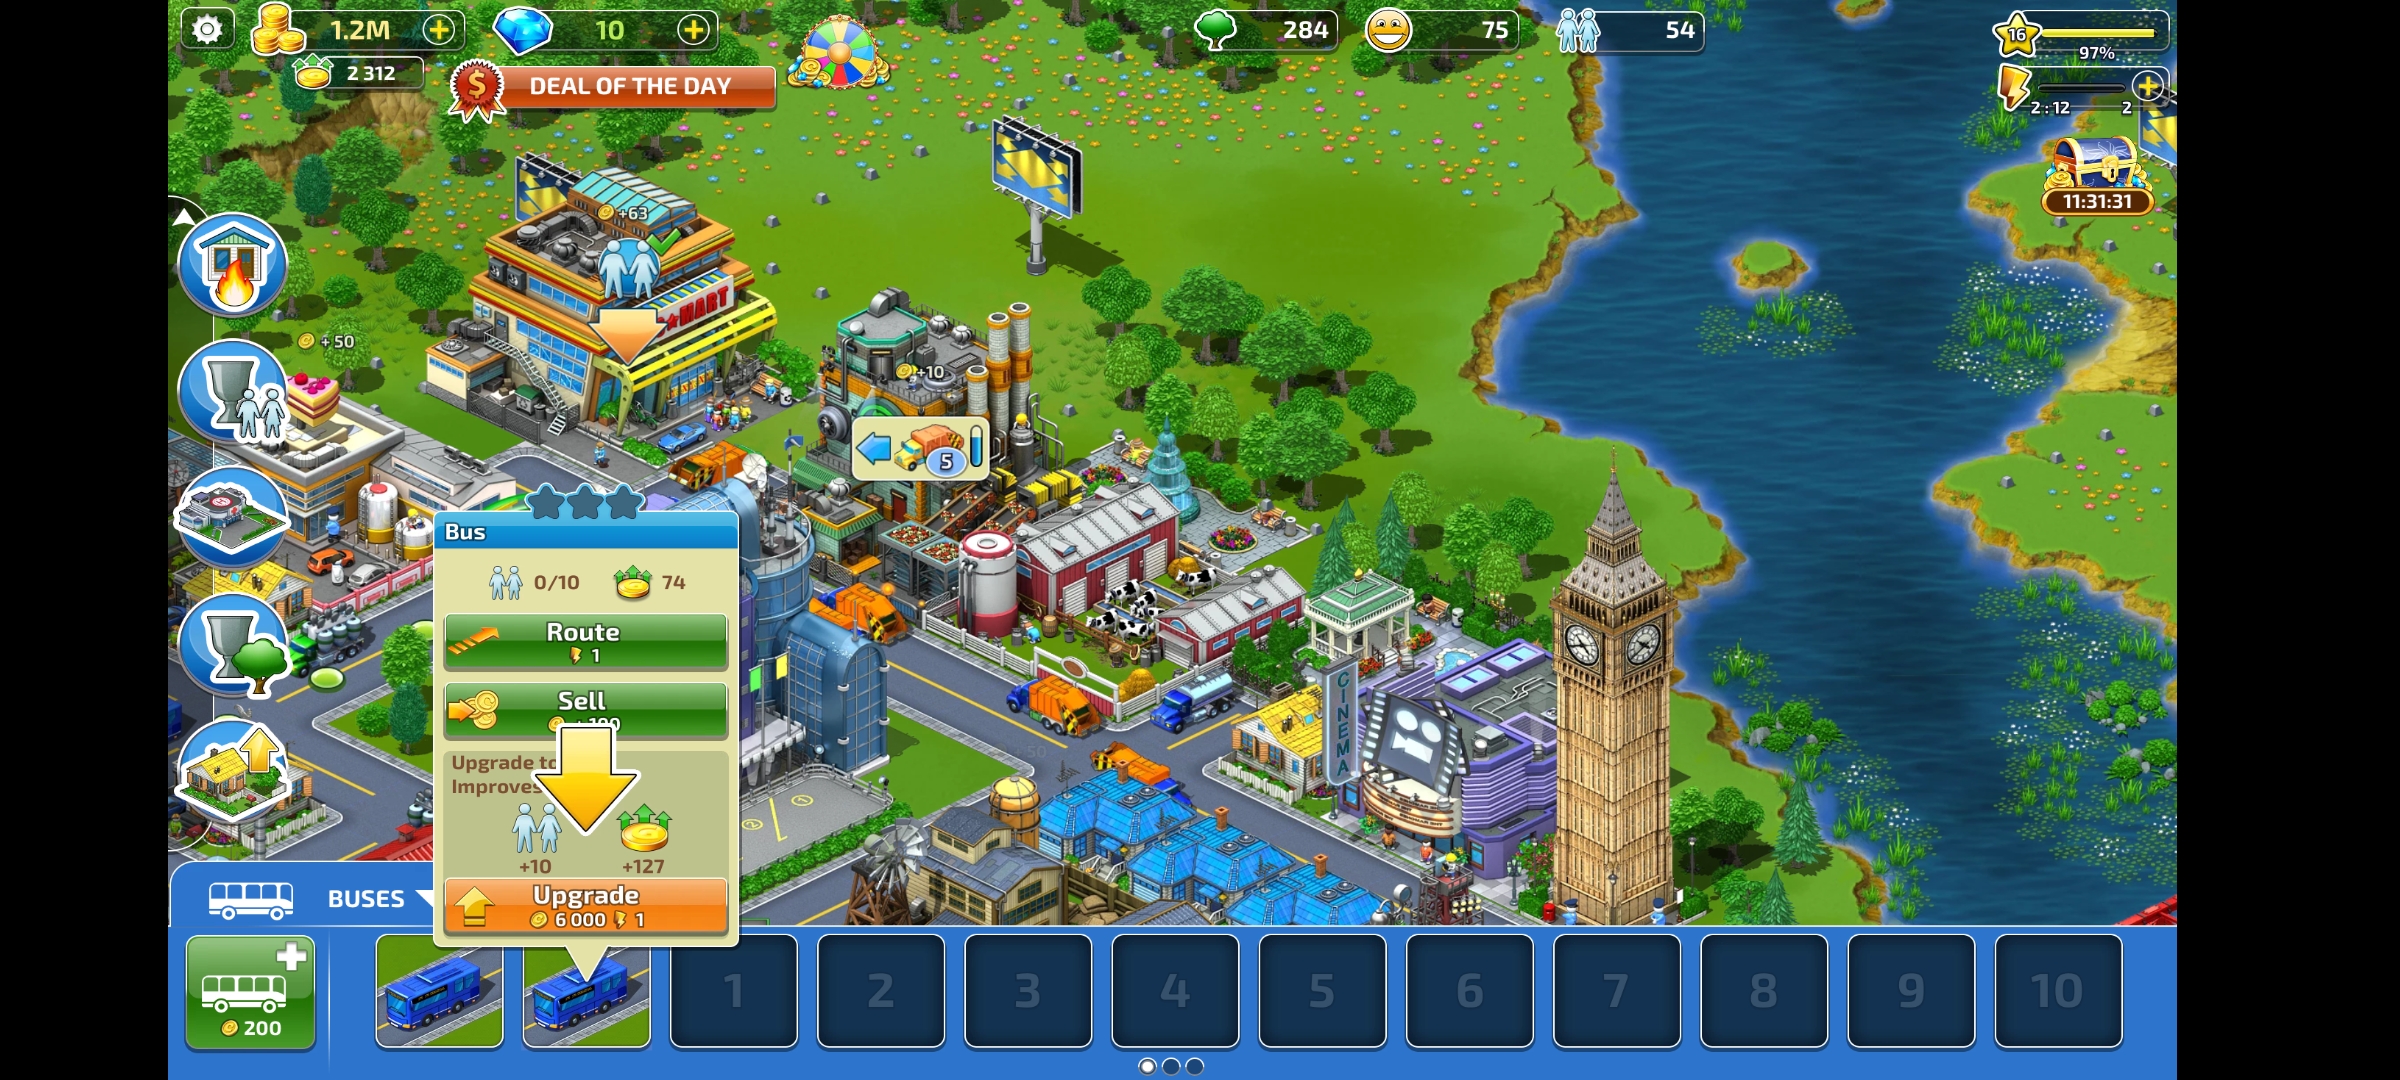 1.2M
10
284
75
54
16
97%
2 312
DEAL OF THE DAY
2:12
2
11:31:31
+63
MART
+50
+10
5
Bus
0/10
74
Route
1
Sell
Upgrade to
Improves
+10
+127
Upgrade
6 000
1
CINEMA
BUSES
200
1
2
3
4
5
6
7
8
9
10